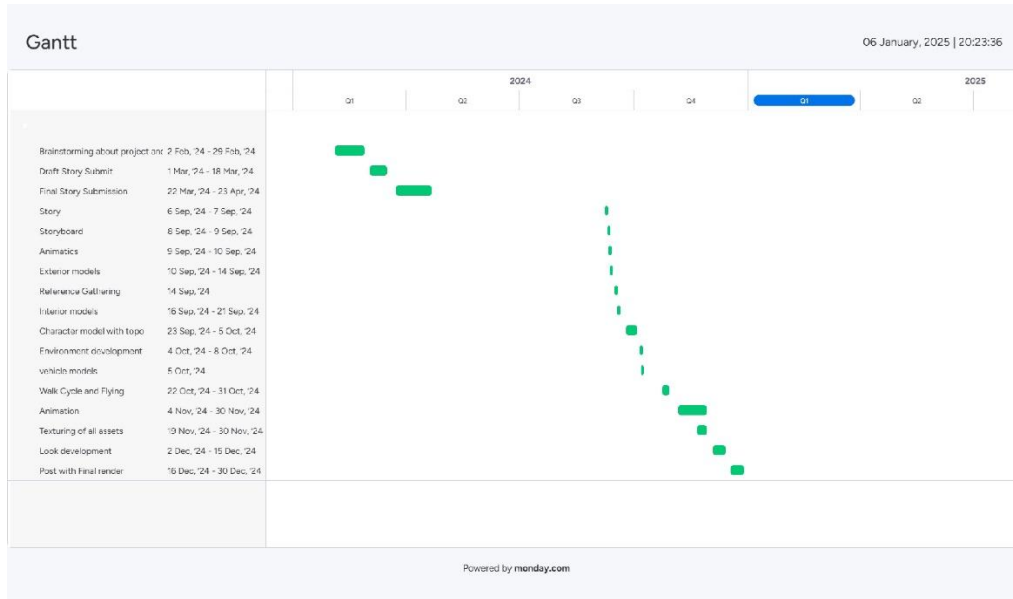 Gantt
06 January, 2025 | 20:23:36
2024
2025
Q1 Q2 Q3 Q4 Q1 Q2
Brainstorming about project and 2 Feb, '24 - 29 Feb, '24
Draft Story Submit 1 Mar, '24 - 18 Mar, '24
Final Story Submission 22 Mar, '24 - 23 Apr, '24
Story 6 Sep, '24 - 7 Sep, '24
Storyboard 8 Sep, '24 - 9 Sep, '24
Animatics 9 Sep, '24 - 10 Sep, '24
Exterior models 10 Sep, '24 - 14 Sep, '24
Reference Gathering 14 Sep, '24
Interior models 16 Sep, '24 - 21 Sep, '24
Character model with topo 23 Sep, '24 - 5 Oct, '24
Environment development 4 Oct, '24 - 8 Oct, '24
vehicle models 5 Oct, '24
Walk Cycle and Flying 22 Oct, '24 - 31 Oct, '24
Animation 4 Nov, '24 - 30 Nov, '24
Texturing of all assets 19 Nov, '24 - 30 Nov, '24
Look development 2 Dec, '24 - 15 Dec, '24
Post with Final render 16 Dec, '24 - 30 Dec, '24
Powered by monday.com